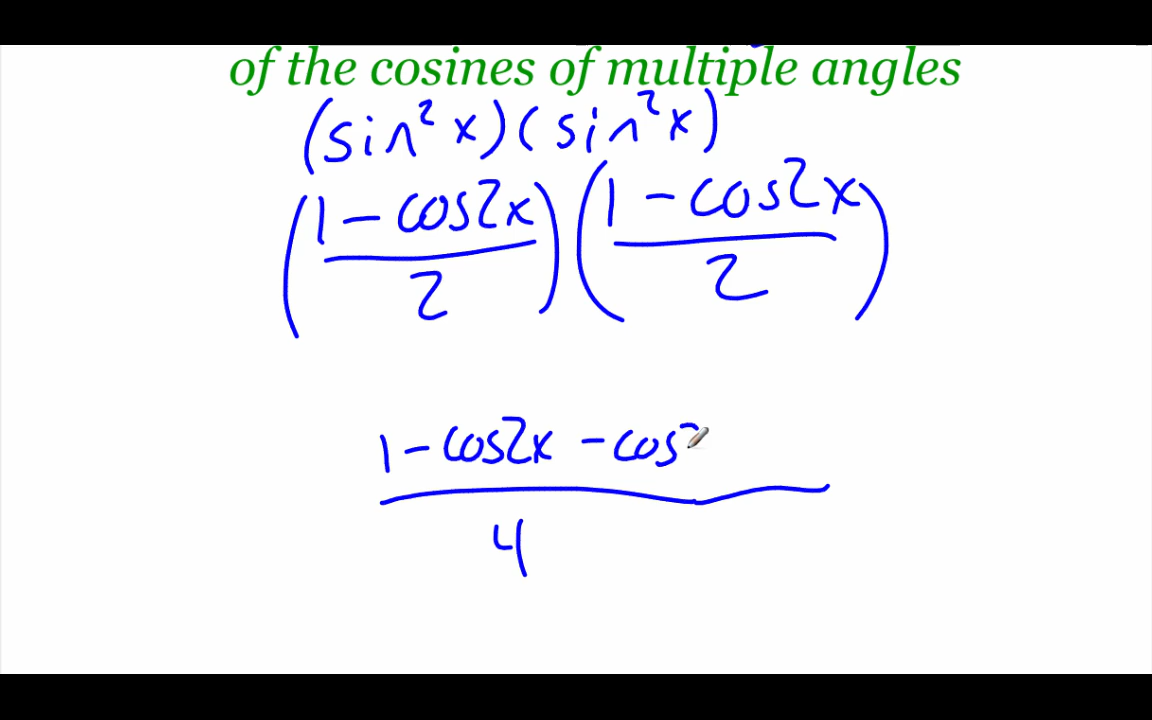 of the cosines of multiple angles
(sin² x)(sin² x)
(1 - cos2x / 2)(1 - cos2x / 2)
1 - cos2x - cos
4